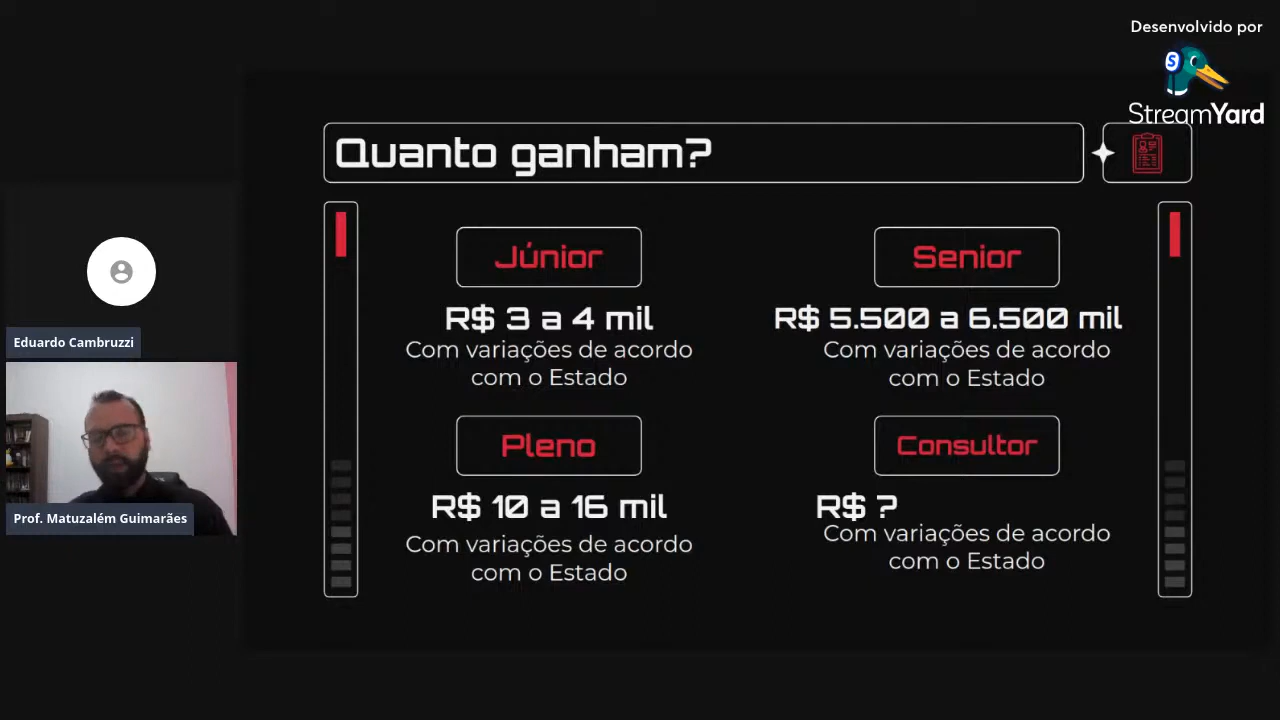 Desenvolvido por
StreamYard
Quanto ganham?
Júnior
R$ 3 a 4 mil
Com variações de acordo
com o Estado
Senior
R$ 5.500 a 6.500 mil
Com variações de acordo
com o Estado
Pleno
R$ 10 a 16 mil
Com variações de acordo
com o Estado
Consultor
R$ ?
Com variações de acordo
com o Estado
Eduardo Cambruzzi
Prof. Matuzalém Guimarães